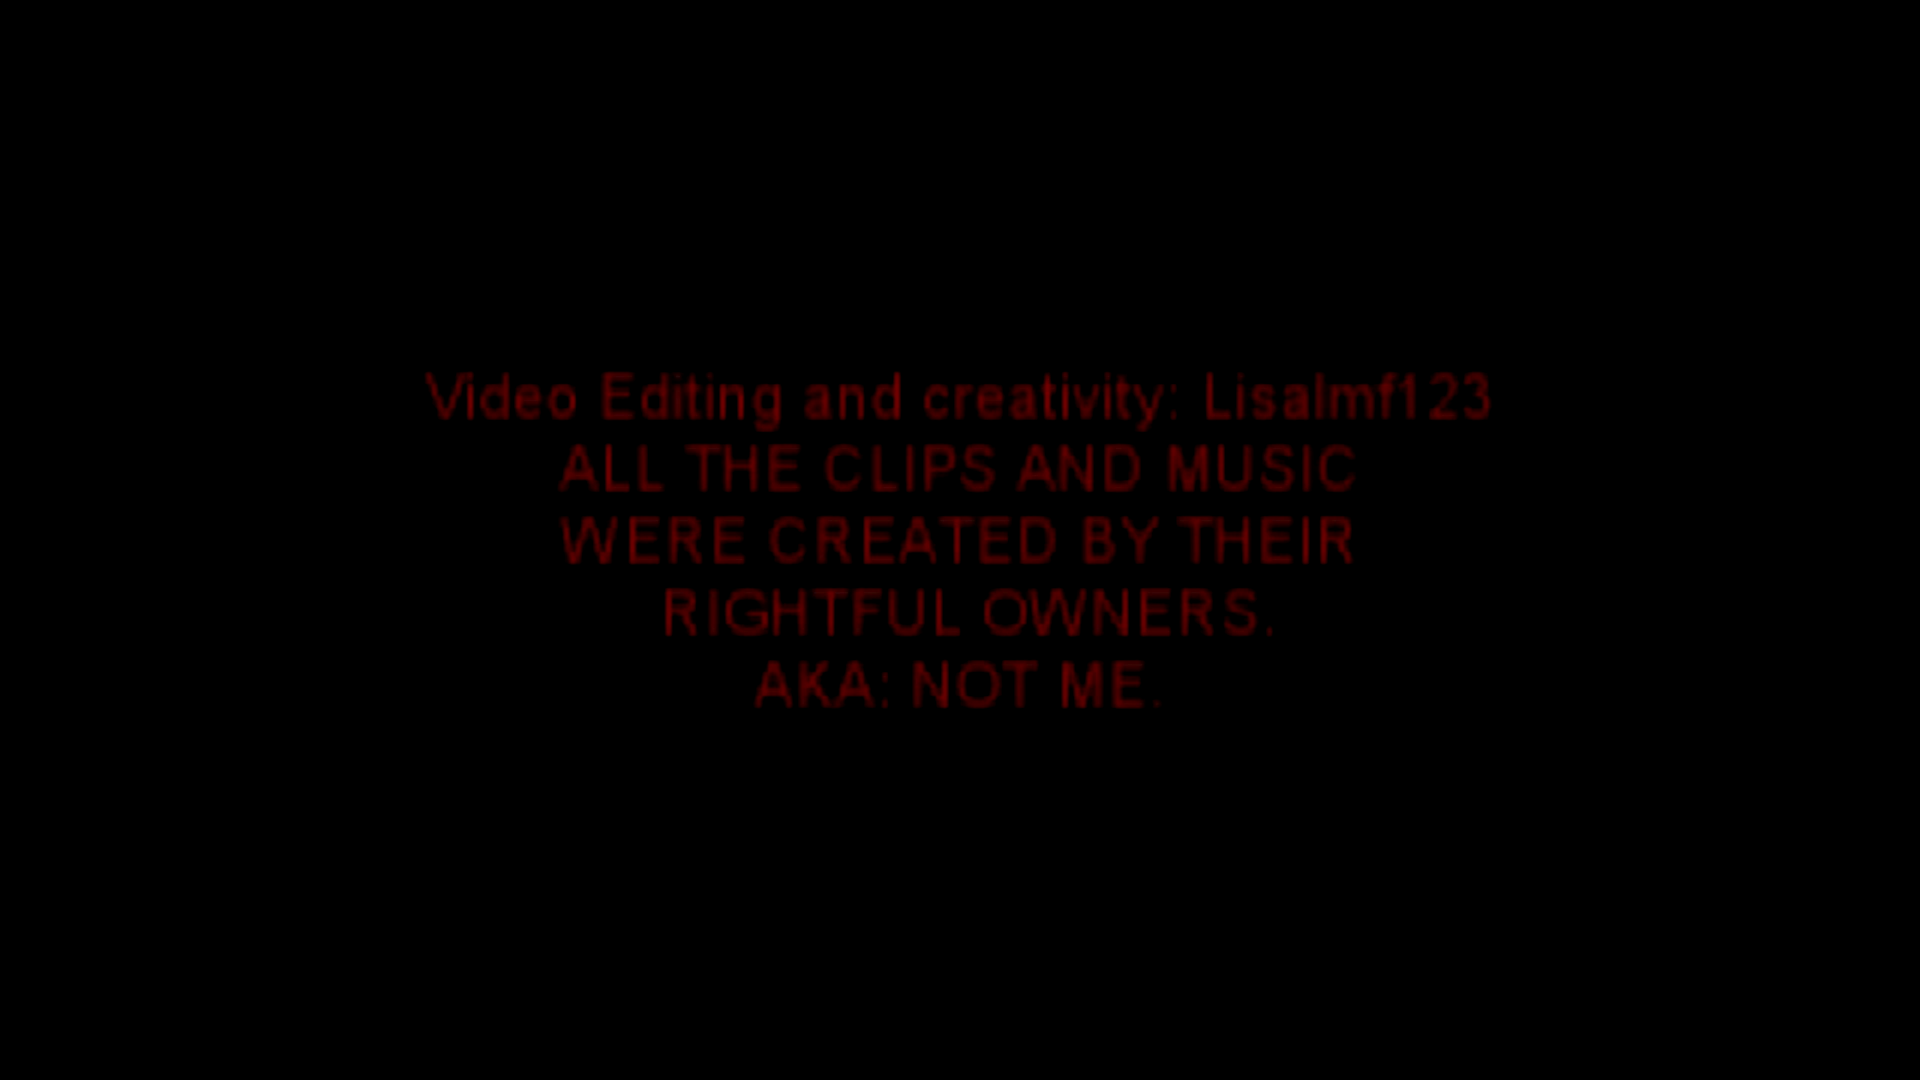 Video Editing and creativity: Lisalmf123
ALL THE CLIPS AND MUSIC
WERE CREATED BY THEIR
RIGHTFUL OWNERS.
AKA: NOT ME.